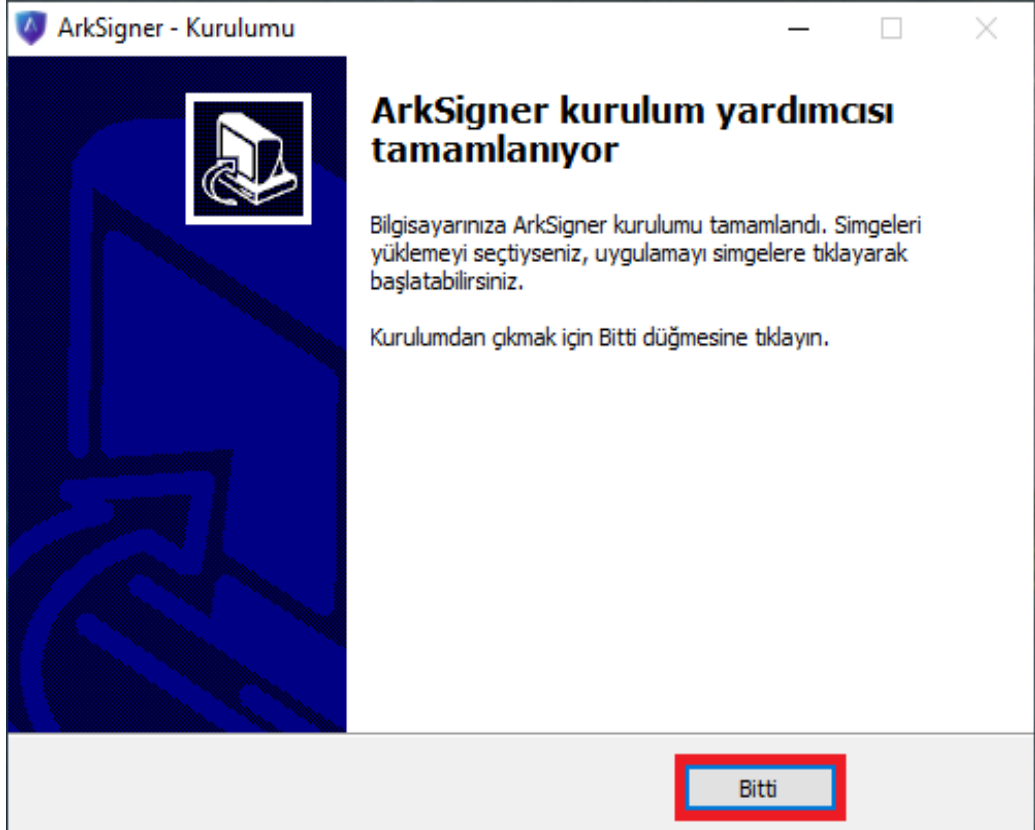 ArkSigner - Kurulumu
ArkSigner kurulum yardımcısı
tamamlanıyor
Bilgisayarınıza ArkSigner kurulumu tamamlandı. Simgeleri
yüklemeyi seçtiyseniz, uygulamayı simgelere tıklayarak
başlatabilirsiniz.
Kurulumdan çıkmak için Bitti düğmesine tıklayın.
Bitti